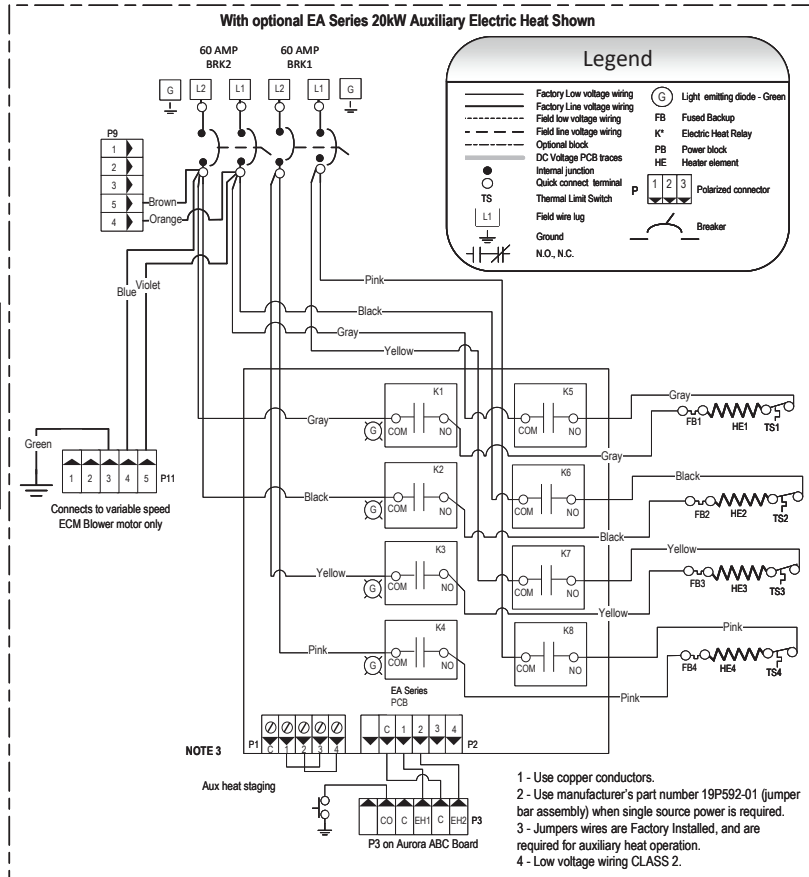 With optional EA Series 20kW Auxiliary Electric Heat Shown
60 AMP
BRK2
60 AMP
BRK1
G
L2
L1
L2
L1
G
Legend
Factory Low voltage wiring
Factory Line voltage wiring
Field low voltage wiring
Field line voltage wiring
Optional block
DC Voltage PCB traces
Internal junction
Quick connect terminal
TS
Thermal Limit Switch
L1
Field wire lug
Ground
N.O., N.C.
G
Light emitting diode - Green
FB
Fused Backup
K*
Electric Heat Relay
PB
Power block
HE
Heater element
P
1
2
3
Polarized connector
Breaker
P9
1
2
3
5
4
Brown
Orange
Blue
Violet
Pink
Black
Gray
Yellow
Green
1
2
3
4
5
P11
Connects to variable speed
ECM Blower motor only
Gray
G
K1
COM
NO
K5
COM
NO
Gray
Gray
FB1
HE1
TS1
Black
G
K2
COM
NO
K6
COM
NO
Black
Black
FB2
HE2
TS2
Yellow
G
K3
COM
NO
K7
COM
NO
Yellow
Yellow
FB3
HE3
TS3
Pink
G
K4
COM
NO
K8
COM
NO
Pink
Pink
FB4
HE4
TS4
EA Series
PCB
NOTE 3
P1
C
1
2
3
4
C
1
2
3
4
P2
Aux heat staging
CO
C
EH1
C
EH2
P3
P3 on Aurora ABC Board
1 - Use copper conductors.
2 - Use manufacturer's part number 19P592-01 (jumper
bar assembly) when single source power is required.
3 - Jumpers wires are Factory Installed, and are
required for auxiliary heat operation.
4 - Low voltage wiring CLASS 2.